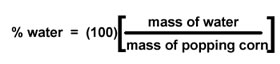 % water = (100)[mass of water
mass of popping corn]